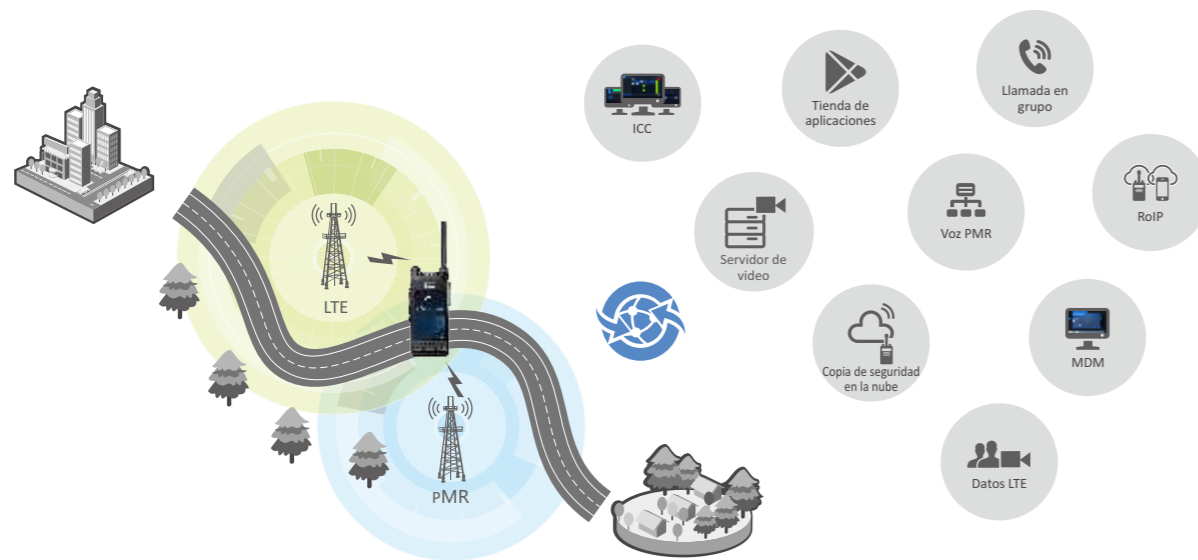 ICC
Tienda de
aplicaciones
Llamada en
grupo
RoIP
Voz PMR
Servidor de
video
LTE
Copia de seguridad
en la nube
MDM
PMR
Datos LTE